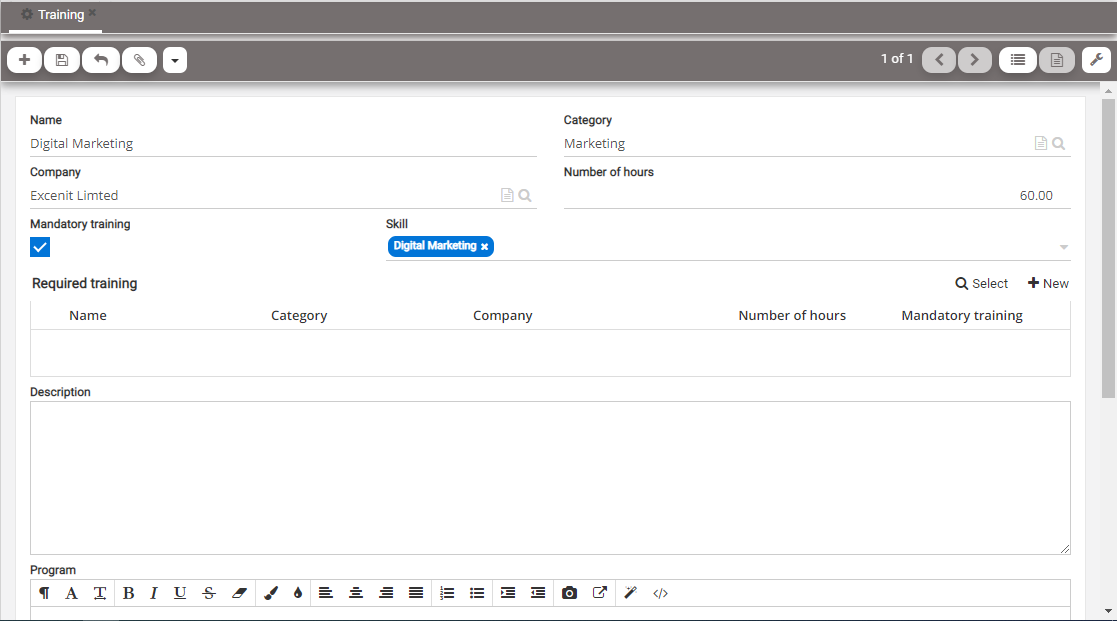 Training
1 of 1
Name
Category
Digital Marketing
Marketing
Company
Number of hours
Excenit Limted
60.00
Mandatory training
Skill
Digital Marketing
Required training
Select
New
Name Category Company Number of hours Mandatory training
Description
Program